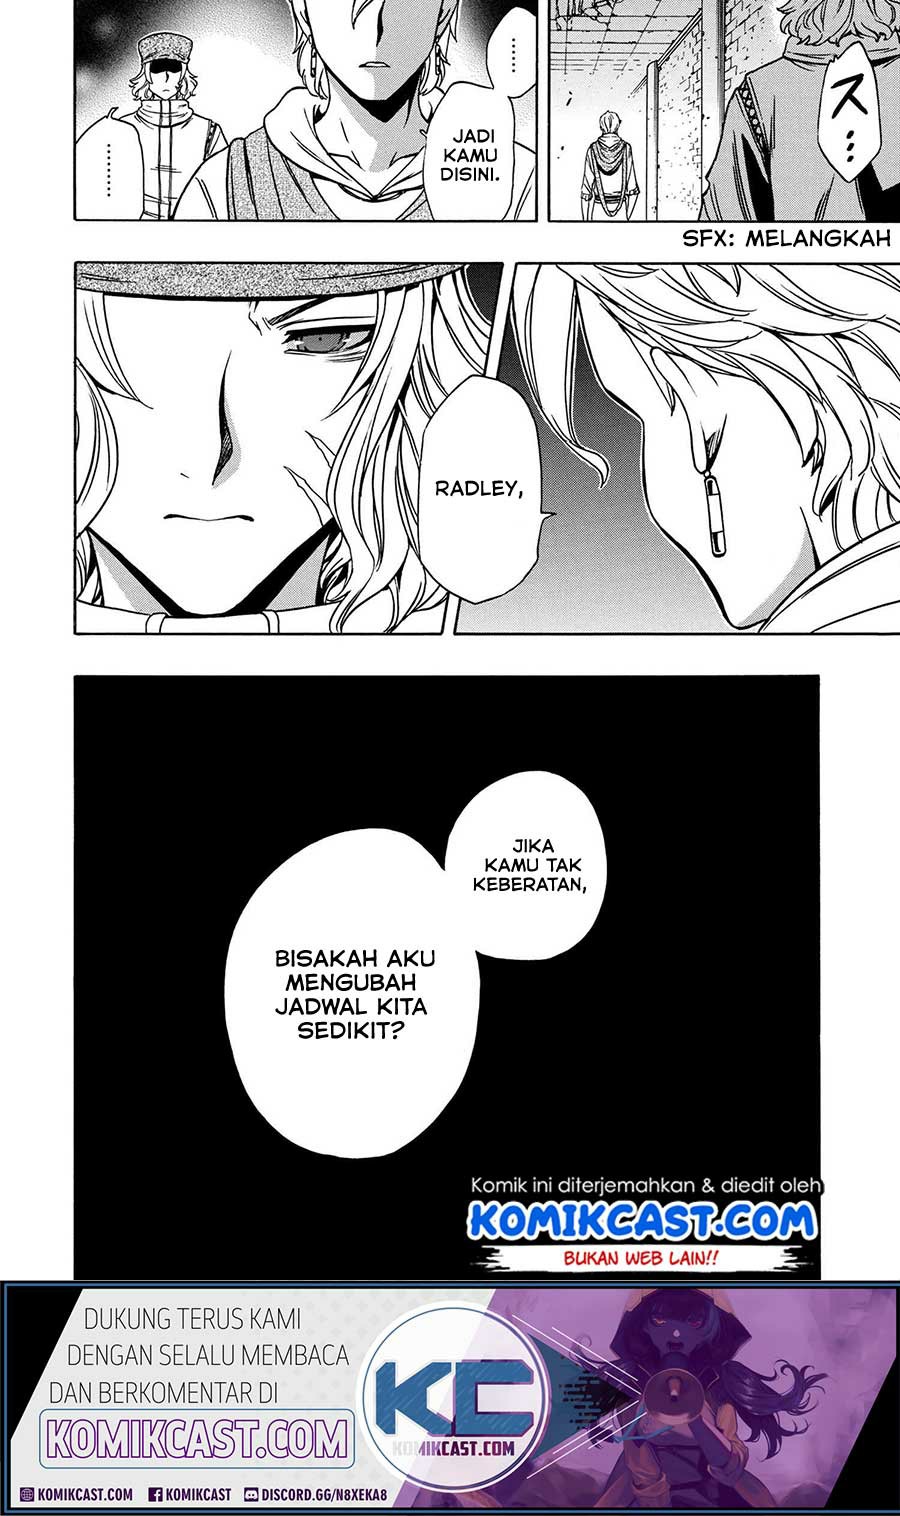 ス…
SFX: MELANGKAH
………
JADI
KAMU
DISINI.
………
RADLEY,
JIKA
KAMU TAK
KEBERATAN,
BISAKAH AKU
MENGUBAH
JADWAL KITA
SEDIKIT?
Komik ini diterjemahkan & diedit oleh
KOMIKCAST.COM
BUKAN WEB LAIN!!
DUKUNG TERUS KAMI
DENGAN SELALU MEMBACA
DAN BERKOMENTAR DI
KOMIKCAST.COM
KOMIKCAST.COM
KOMIKCAST
DISCORD.GG/N8XEKA8
KC
KOMIKCAST.COM